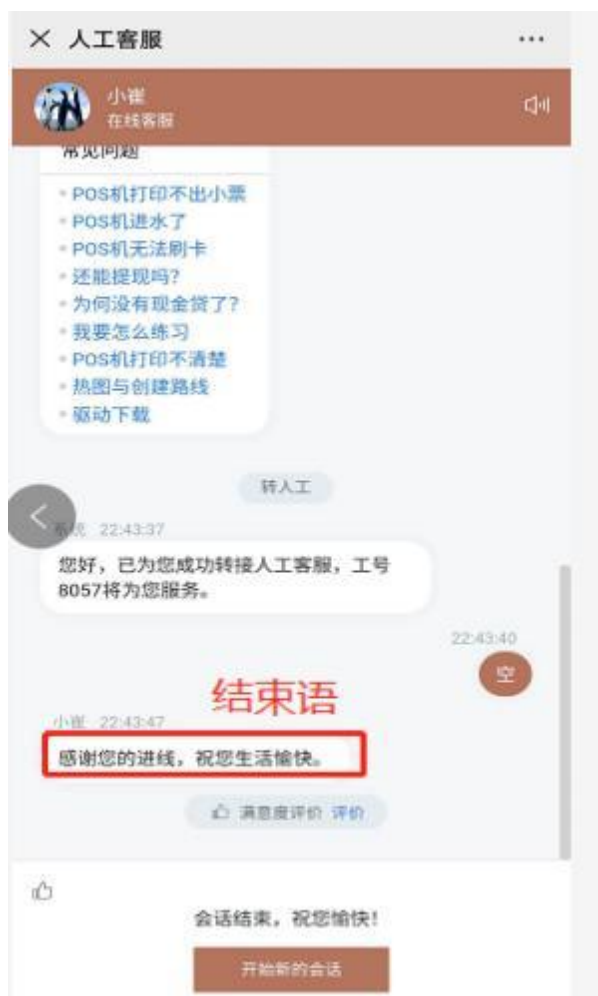 人工客服
小崔
在线客服
常见问题
POS机打印不出小票
POS机进水了
POS机无法刷卡
还能提现吗?
为何没有现金贷了?
我要怎么练习
POS机打印不清楚
热图与创建路线
驱动下载
转人工
系统 22:43:37
您好，已为您成功转接人工客服，工号
8057将为您服务。
22:43:40
空
结束语
小崔 22:43:47
感谢您的进线，祝您生活愉快。
满意度评价 评价
会话结束，祝您愉快!
开始新的会话